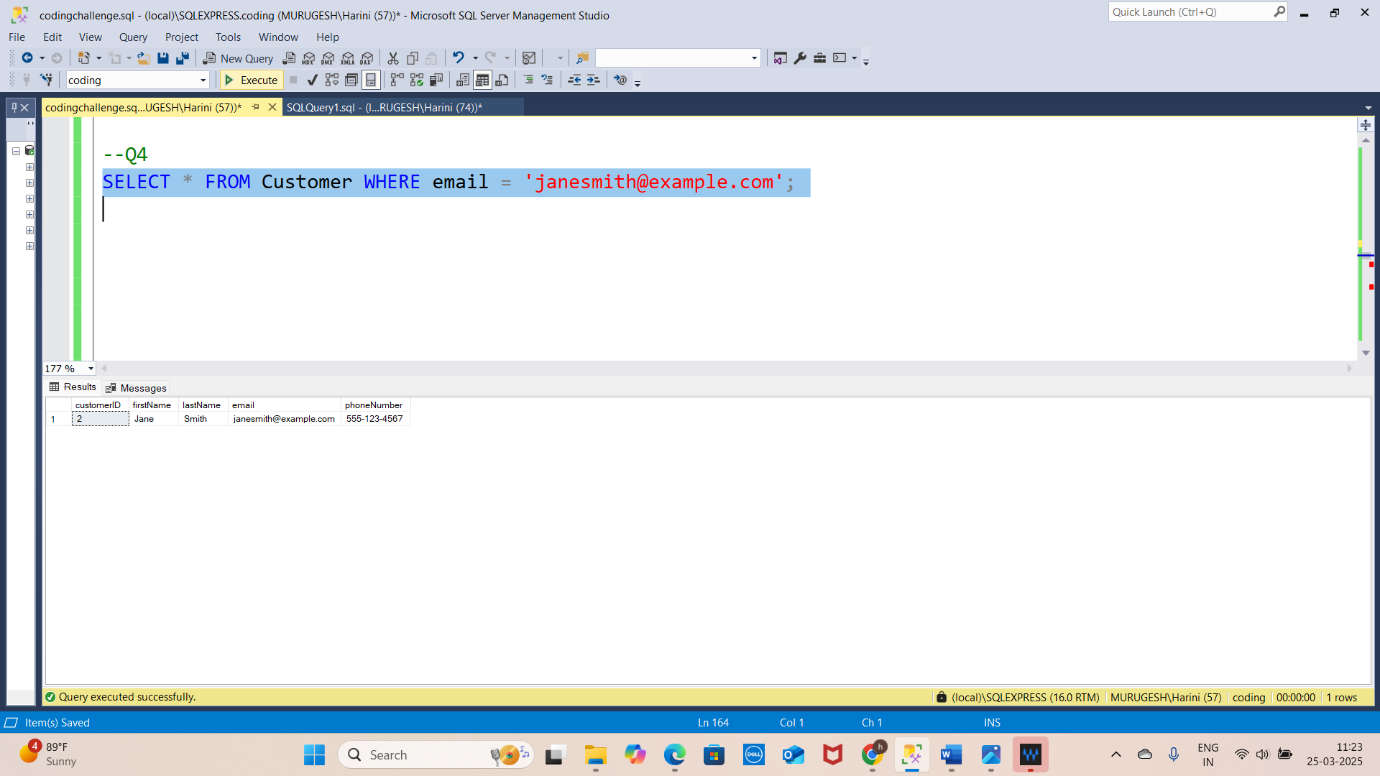 codingchallenge.sql - (local)\SQLEXPRESS.coding (MURUGESH\Harini (57))* - Microsoft SQL Server Management Studio
Quick Launch (Ctrl+Q)
File Edit View Query Project Tools Window Help
New Query
coding Execute
codingchallenge.sq...UGESH\Harini (57))* SQLQuery1.sql - (l...RUGESH\Harini (74))*
--Q4
SELECT * FROM Customer WHERE email = 'janesmith@example.com';
177 %
Results Messages
customerID firstName lastName email phoneNumber
1 2 Jane Smith janesmith@example.com 555-123-4567
Query executed successfully. (local)\SQLEXPRESS (16.0 RTM) MURUGESH\Harini (57) coding 00:00:00 1 rows
Item(s) Saved Ln 164 Col 1 Ch 1 INS
4 89°F
Sunny
Search
DELL
h
W
ENG
IN
11:23
25-03-2025